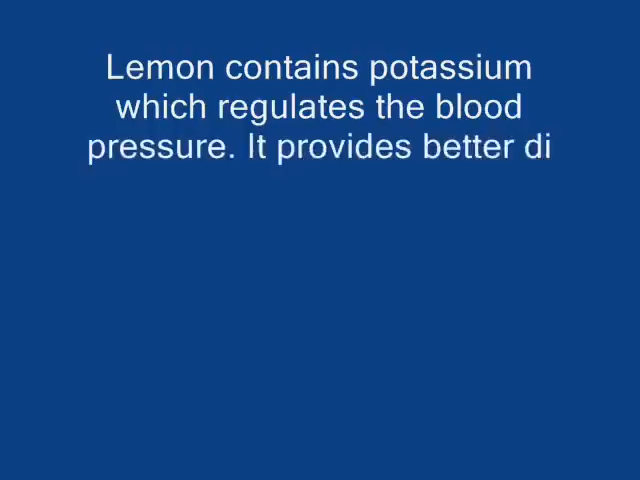 Lemon contains potassium
which regulates the blood
pressure. It provides better di